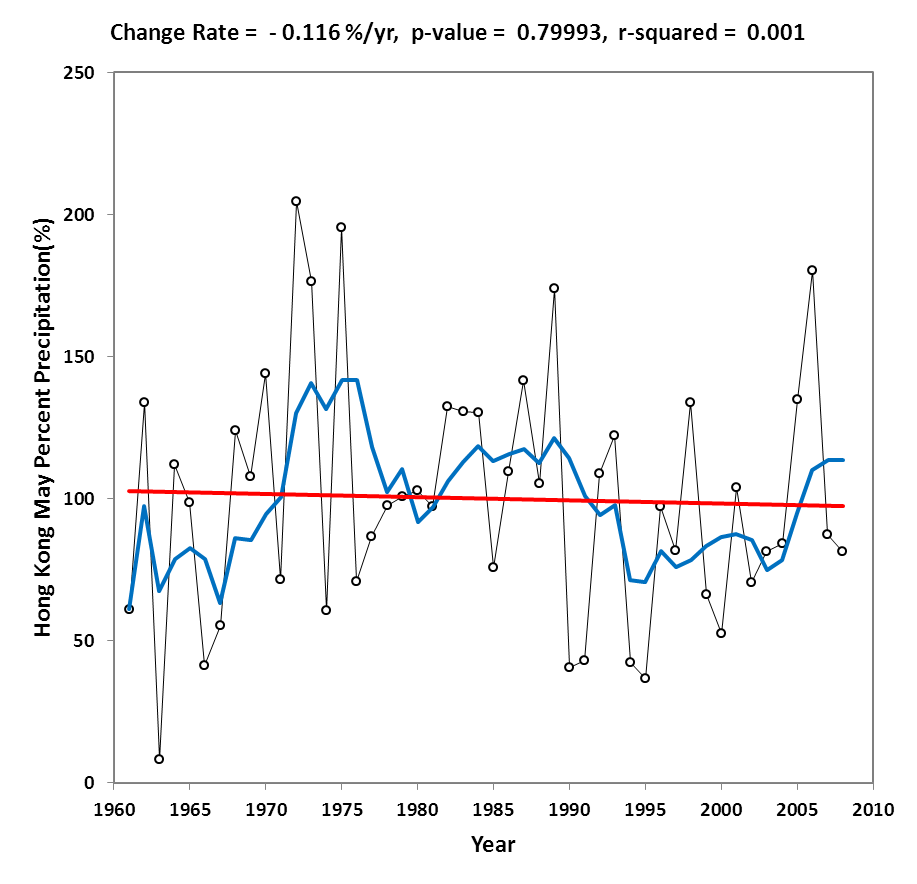 Change Rate = - 0.116 %/yr, p-value = 0.79993, r-squared = 0.001
Hong Kong May Percent Precipitation(%)
250
200
150
100
50
0
1960 1965 1970 1975 1980 1985 1990 1995 2000 2005 2010
Year